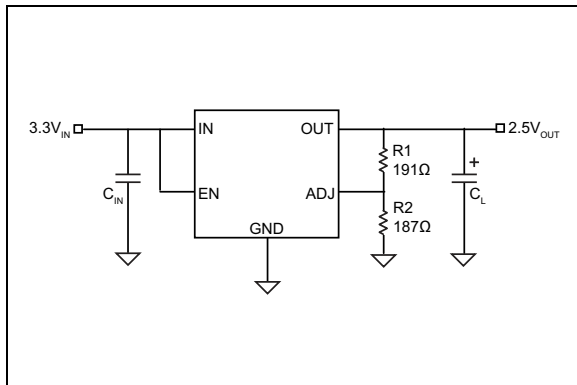 3.3V_IN
IN
OUT
2.5V_OUT
R1
191Ω
C_IN
EN
ADJ
C_L
+
R2
187Ω
GND